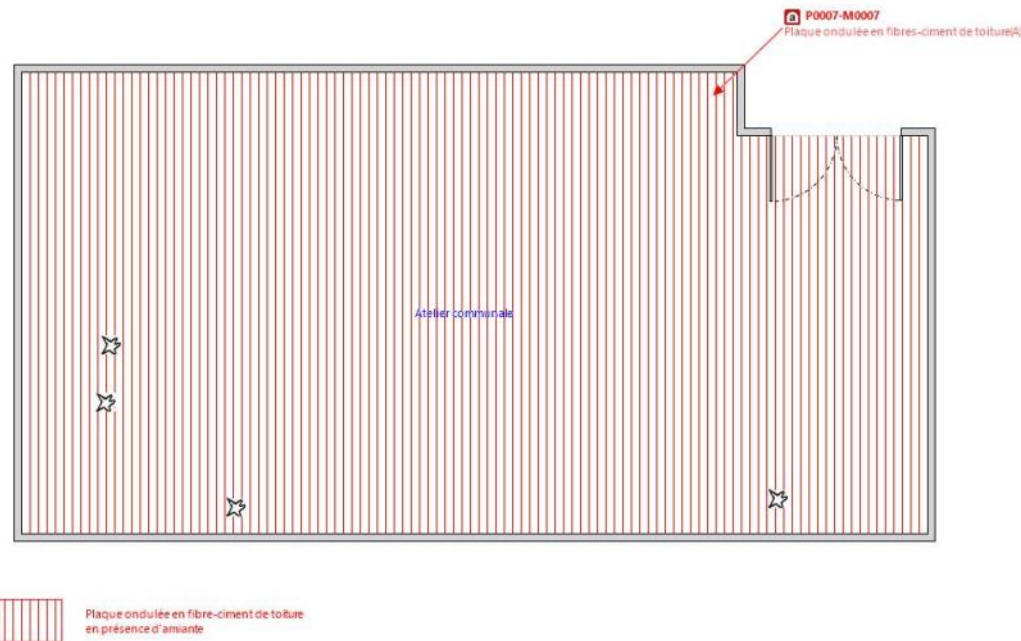 a P0007-M0007
Plaque ondulée en fibres-ciment de toiture(A)
Atelier communale
Plaque ondulée en fibre-ciment de toiture
en présence d'amiante